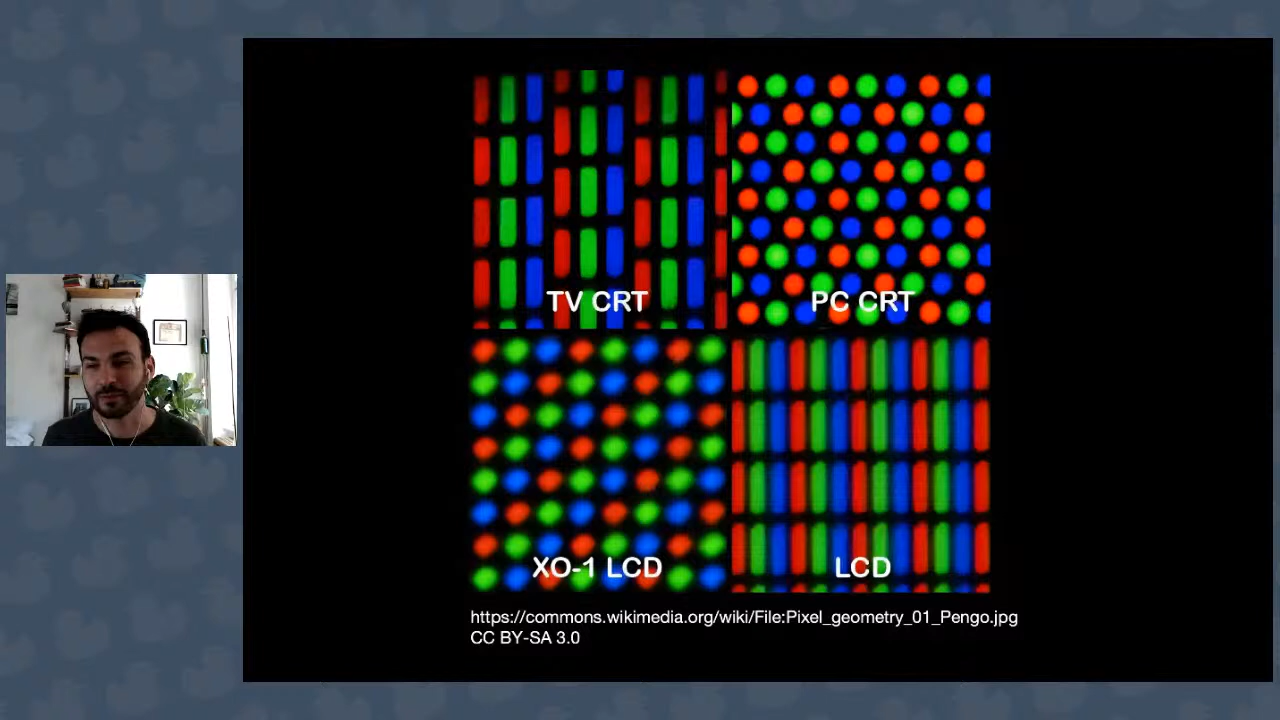 TV CRT
PC CRT
XO-1 LCD
LCD
https://commons.wikimedia.org/wiki/File:Pixel_geometry_01_Pengo.jpg
CC BY-SA 3.0